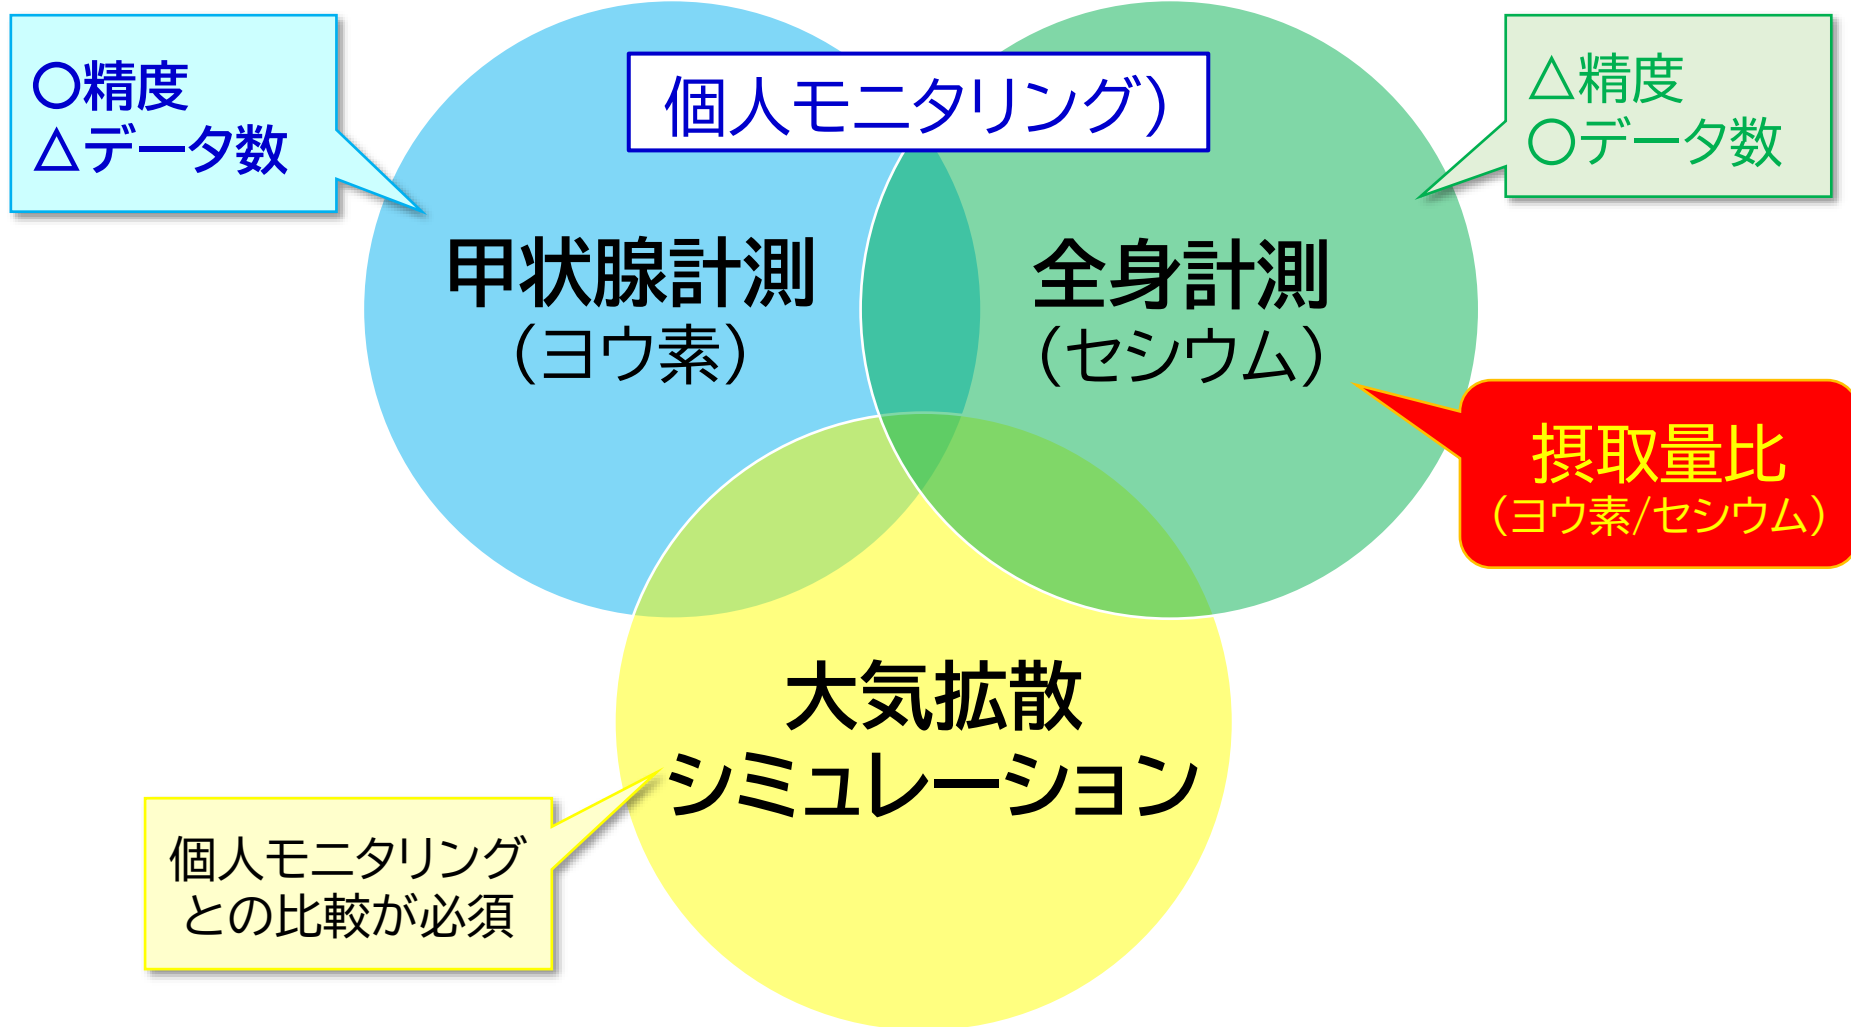 〇精度
△データ数
個人モニタリング）
△精度
〇データ数
甲状腺計測
（ヨウ素）
全身計測
（セシウム）
摂取量比
（ヨウ素/セシウム）
大気拡散
シミュレーション
個人モニタリング
との比較が必須